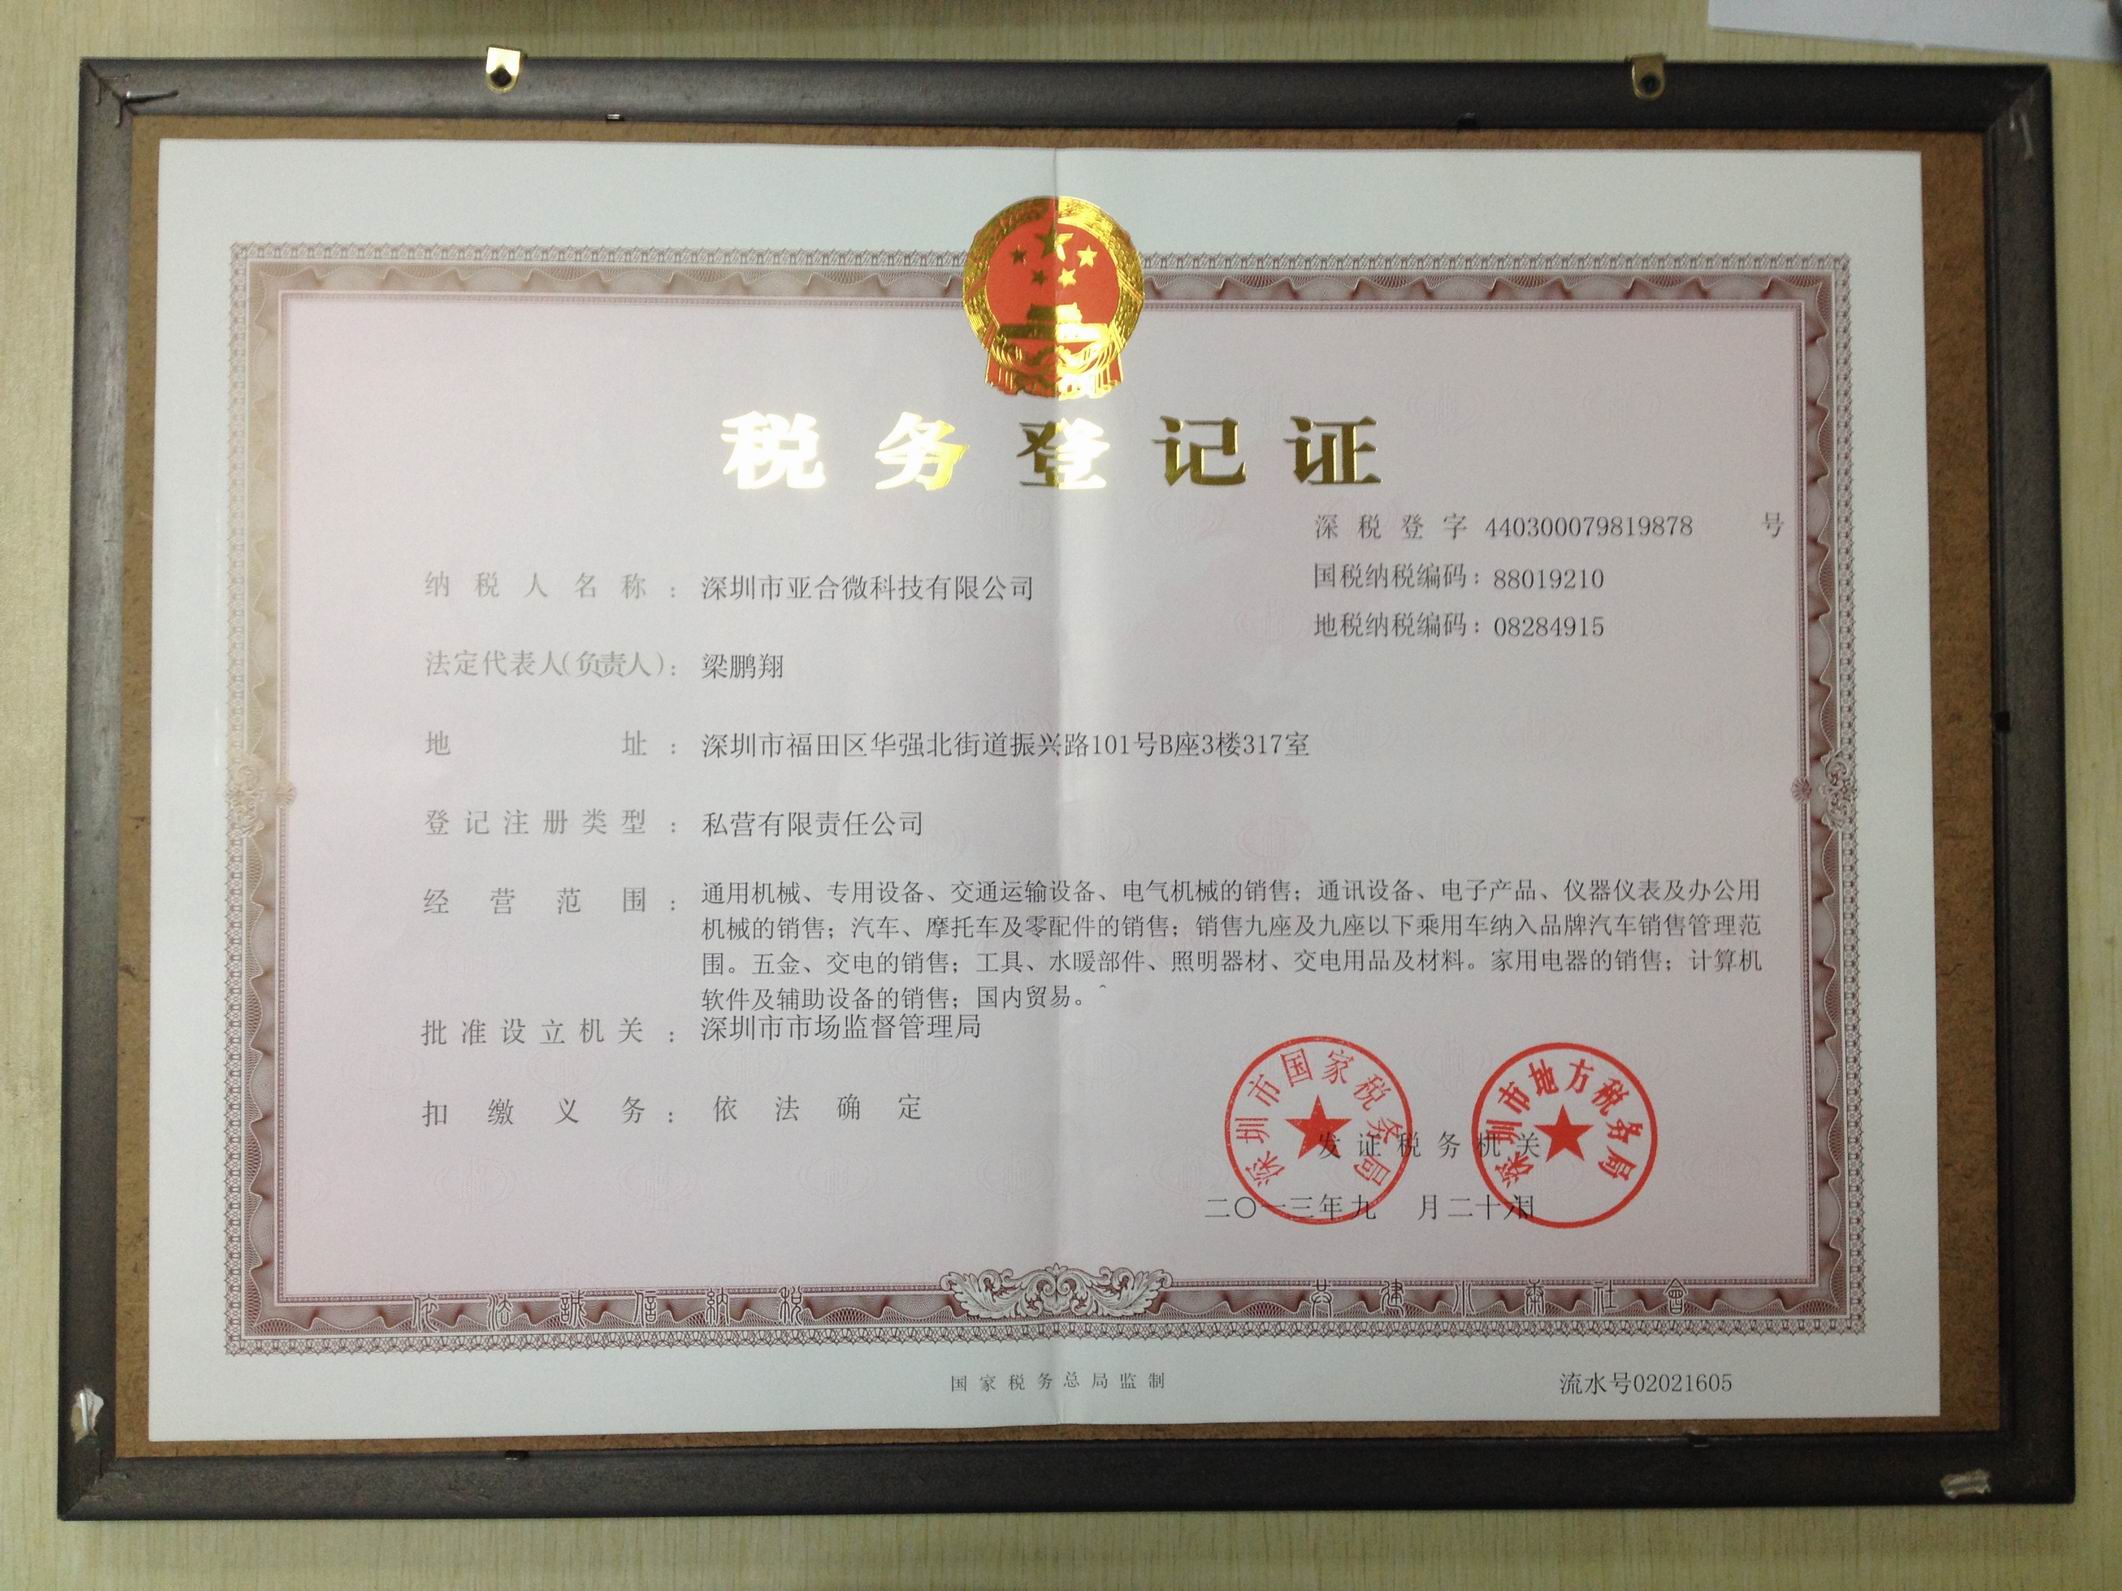 税务登记证
深税登字 440300079819878 号
国税纳税编码：88019210
地税纳税编码：08284915
纳税人名称：深圳市亚合微科技有限公司
法定代表人(负责人)：梁鹏翔
地址：深圳市福田区华强北街道振兴路101号B座3楼317室
登记注册类型：私营有限责任公司
经营范围：通用机械、专用设备、交通运输设备、电气机械的销售；通讯设备、电子产品、仪器仪表及办公用
机械的销售；汽车、摩托车及零配件的销售；销售九座及九座以下乘用车纳入品牌汽车销售管理范
围。五金、交电的销售；工具、水暖部件、照明器材、交电用品及材料。家用电器的销售；计算机
软件及辅助设备的销售；国内贸易。^
批准设立机关：深圳市市场监督管理局
扣缴义务：依法确定
深圳市国家税务局
深圳市地方税务局
发证税务机关
二〇一三年九月二十六日
依法誠信納税
共建小康社會
国家税务总局监制
流水号02021605